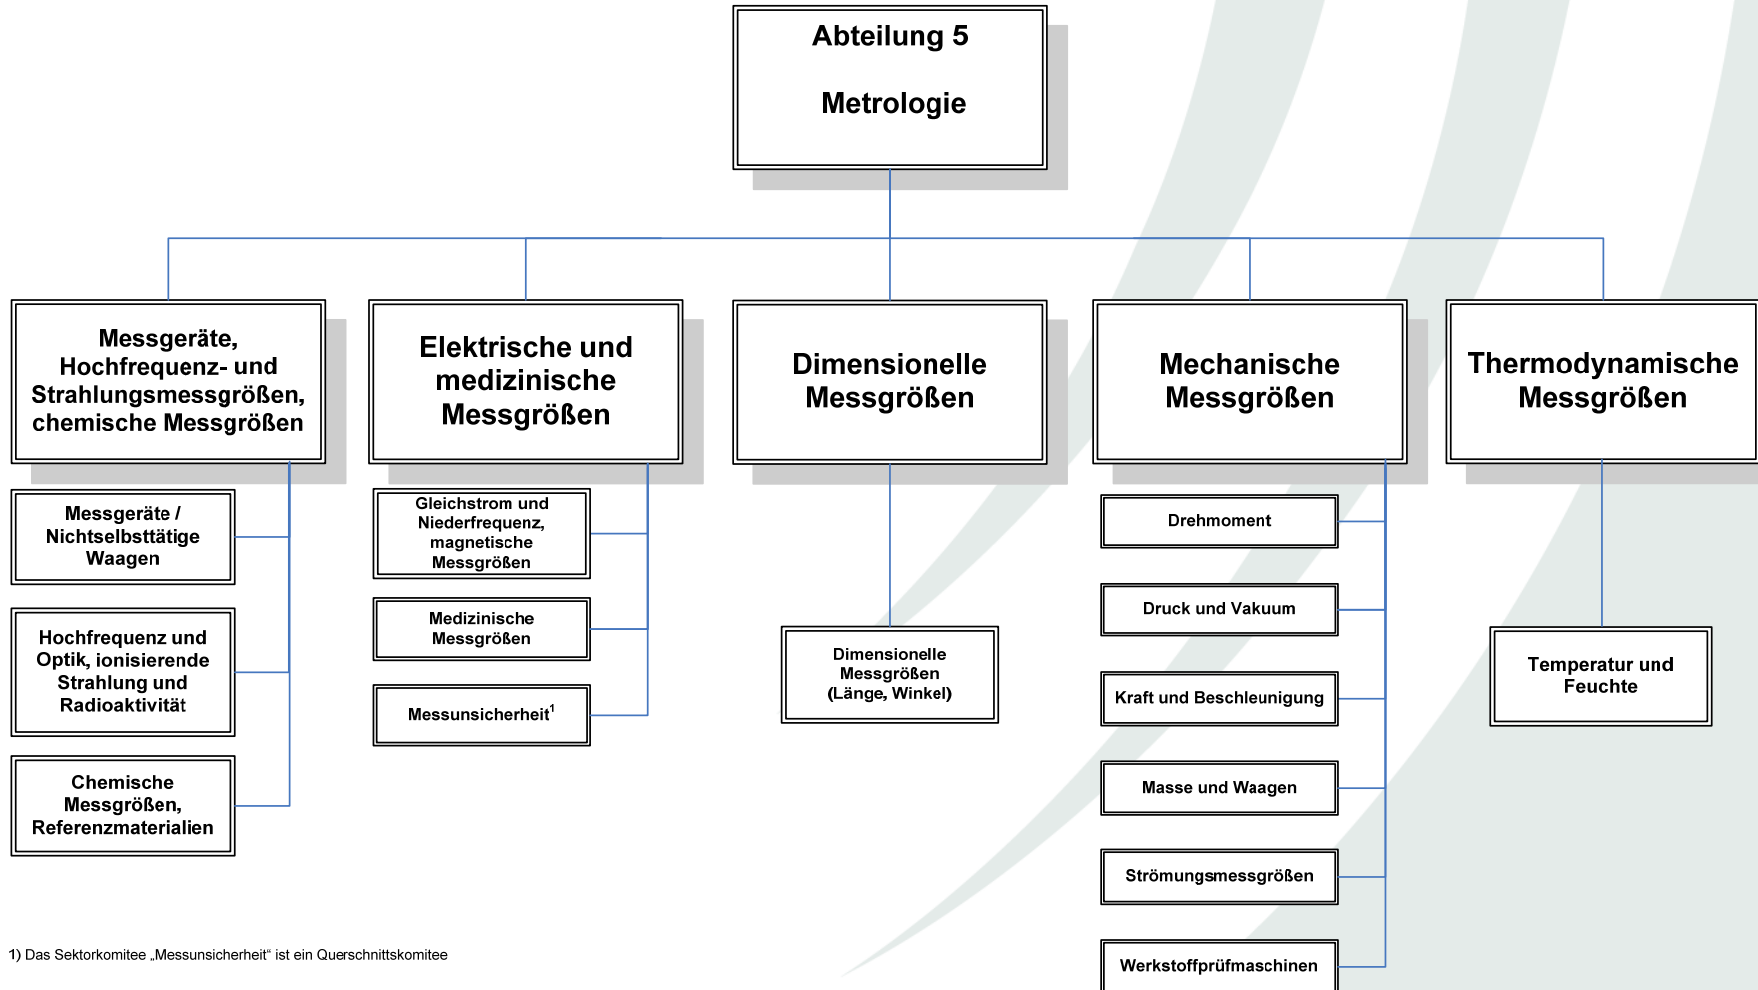 Abteilung 5
Metrologie
Messgeräte,
Hochfrequenz- und
Strahlungsmessgrößen,
chemische Messgrößen
Elektrische und
medizinische
Messgrößen
Dimensionelle
Messgrößen
Mechanische
Messgrößen
Thermodynamische
Messgrößen
Messgeräte /
Nichtselbsttätige
Waagen
Hochfrequenz und
Optik, ionisierende
Strahlung und
Radioaktivität
Chemische
Messgrößen,
Referenzmaterialien
Gleichstrom und
Niederfrequenz,
magnetische
Messgrößen
Medizinische
Messgrößen
Messunsicherheit¹
Dimensionelle
Messgrößen
(Länge, Winkel)
Drehmoment
Druck und Vakuum
Kraft und Beschleunigung
Masse und Waagen
Strömungsmessgrößen
Werkstoffprüfmaschinen
Temperatur und
Feuchte
1) Das Sektorkomitee „Messunsicherheit“ ist ein Querschnittskomitee